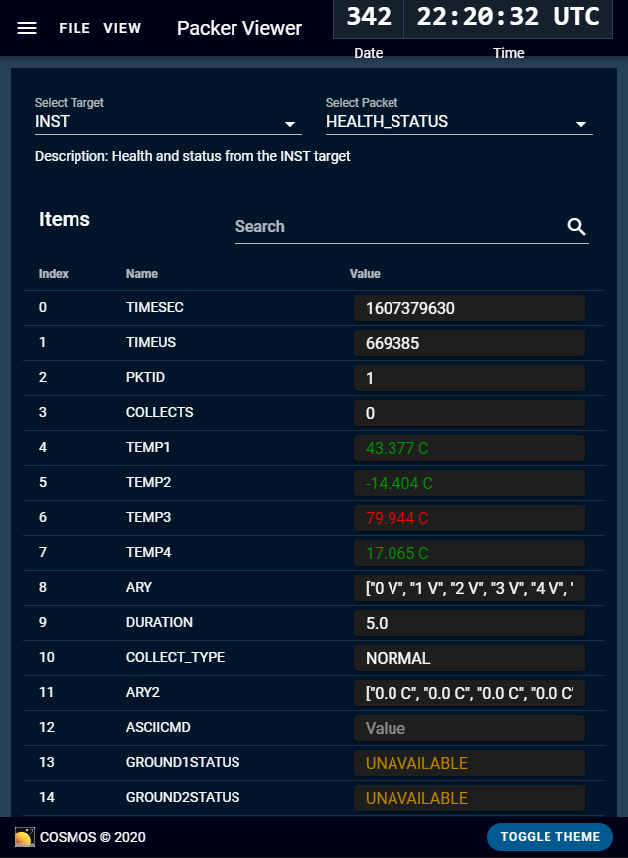 FILE VIEW Packer Viewer 342 22:20:32 UTC
Date Time
Select Target Select Packet
INST HEALTH_STATUS
Description: Health and status from the INST target
Items Search
Index Name Value
0 TIMESEC 1607379630
1 TIMEUS 669385
2 PKTID 1
3 COLLECTS 0
4 TEMP1 43.377 C
5 TEMP2 -14.404 C
6 TEMP3 79.944 C
7 TEMP4 17.065 C
8 ARY ["0 V", "1 V", "2 V", "3 V", "4 V", "
9 DURATION 5.0
10 COLLECT_TYPE NORMAL
11 ARY2 ["0.0 C", "0.0 C", "0.0 C", "0.0 C"
12 ASCIICMD Value
13 GROUND1STATUS UNAVAILABLE
14 GROUND2STATUS UNAVAILABLE
COSMOS © 2020 TOGGLE THEME